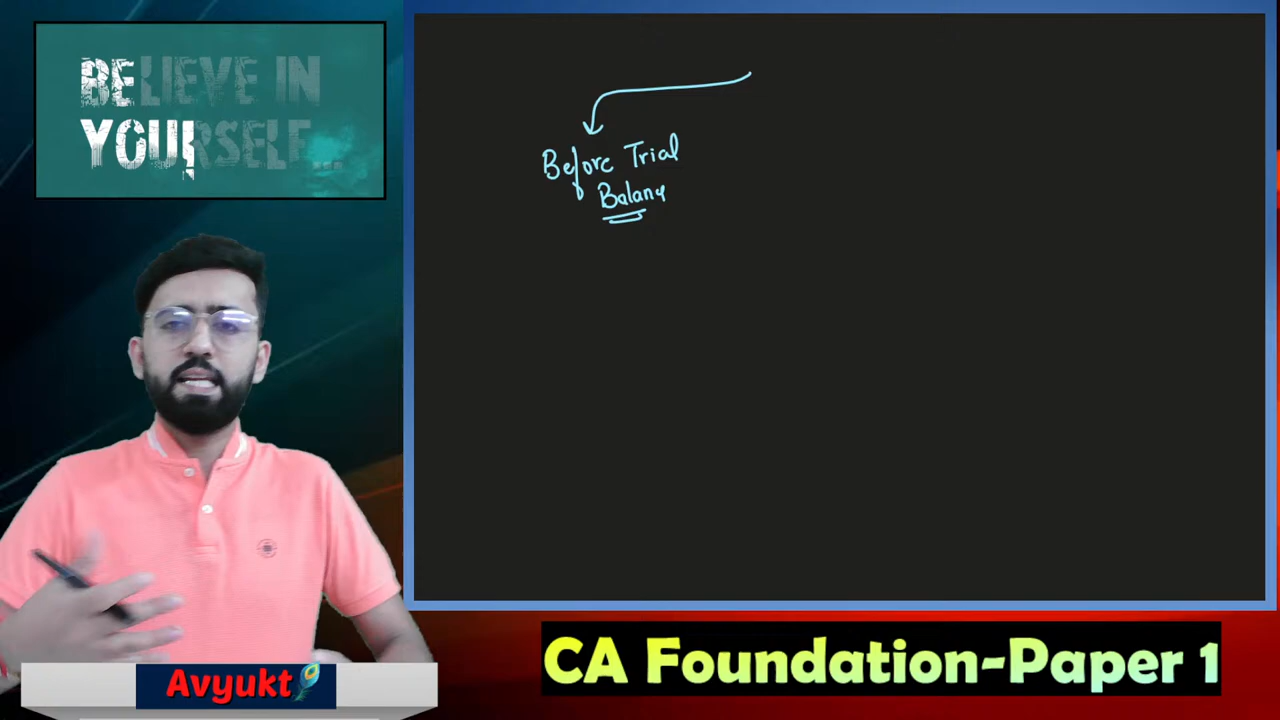 BELIEVE IN
YOURSELF...
Before Trial
Balance
Avyukt
CA Foundation-Paper 1